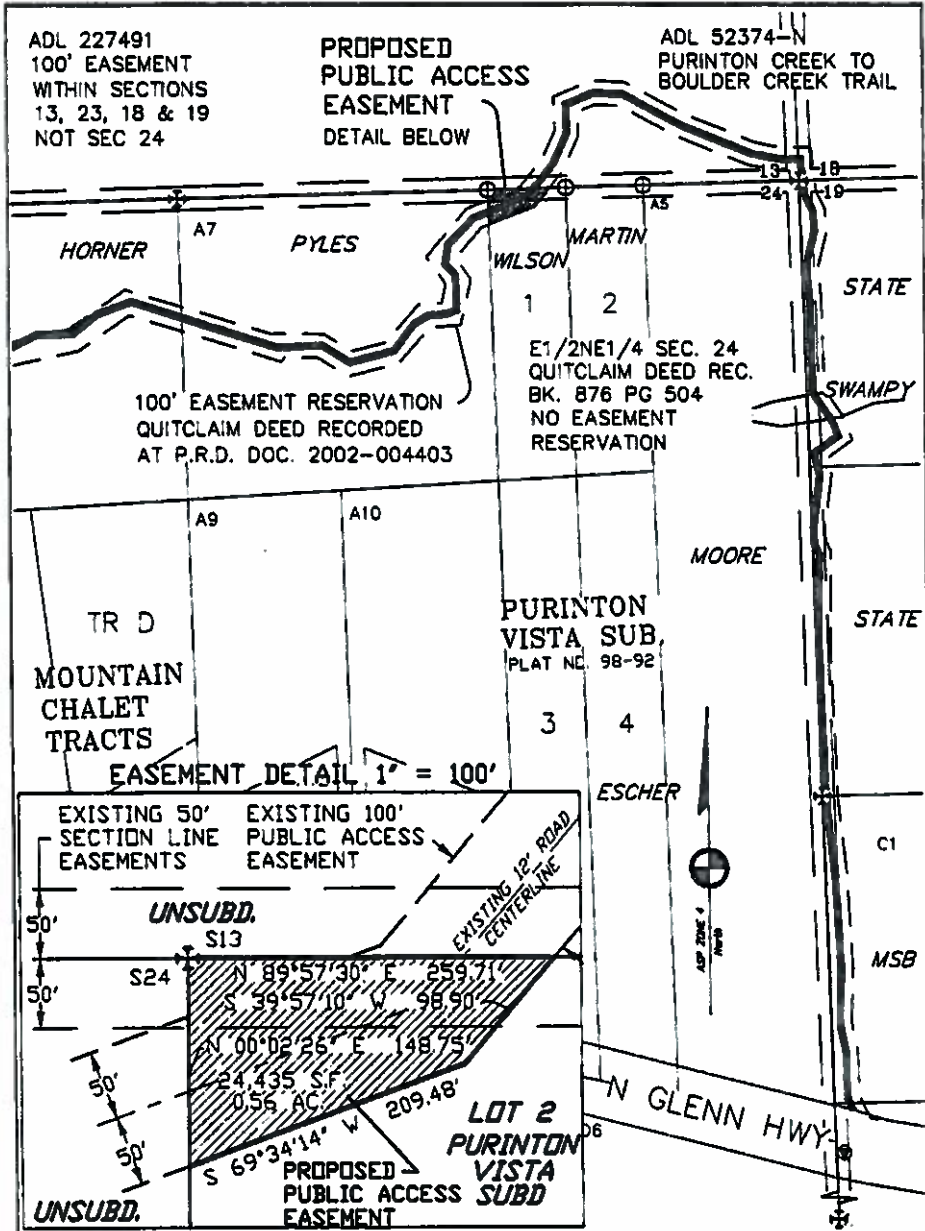 ADL 227491
100' EASEMENT
WITHIN SECTIONS
13, 23, 18 & 19
NOT SEC 24
PROPOSED
PUBLIC ACCESS
EASEMENT
DETAIL BELOW
ADL 52374-N
PURINTON CREEK TO
BOULDER CREEK TRAIL
13 18
24 19
A7
A5
HORNER
PYLES
WILSON
MARTIN
STATE
1
2
E1/2NE1/4 SEC. 24
QUITCLAIM DEED REC.
BK. 876 PG 504
NO EASEMENT
RESERVATION
SWAMPY
100' EASEMENT RESERVATION
QUITCLAIM DEED RECORDED
AT P.R.D. DOC. 2002-004403
A9
A10
MOORE
TR D
MOUNTAIN
CHALET
TRACTS
PURINTON
VISTA SUB.
PLAT NO. 98-92
STATE
3
4
ESCHER
C1
MSB
ASP ZONE 4
North
N GLENN HWY
D6
EASEMENT DETAIL 1" = 100'
EXISTING 50'
SECTION LINE
EASEMENTS
EXISTING 100'
PUBLIC ACCESS
EASEMENT
EXISTING 12' ROAD
CENTERLINE
50'
UNSUBD.
S13
S24
50'
N 89°57'30" E 259.71'
S 39°57'10" W 98.90'
N 00°02'26" E 148.75'
24,435 S.F.
0.56 AC.
50'
50'
S 69°34'14" W 209.48'
LOT 2
PURINTON
VISTA
SUBD
PROPOSED
PUBLIC ACCESS
EASEMENT
UNSUBD.